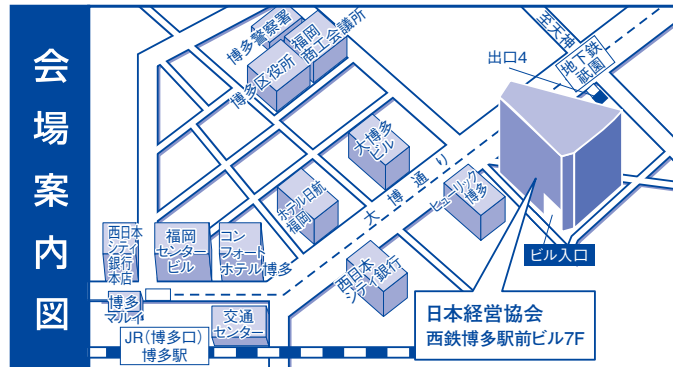 会場案内図
博多警察署
福岡
商工会議所
博多区役所
至天神
出口4
地下鉄
祇園
大博多
ビル
大博通り
ヒューリック
博多
ホテル日航
福岡
西日本
シティ
銀行
本店
福岡
センター
ビル
コン
フォート
ホテル博多
西日本
シティ銀行
ビル入口
博多
マルイ
交通
センター
JR(博多口)
博多駅
日本経営協会
西鉄博多駅前ビル7F